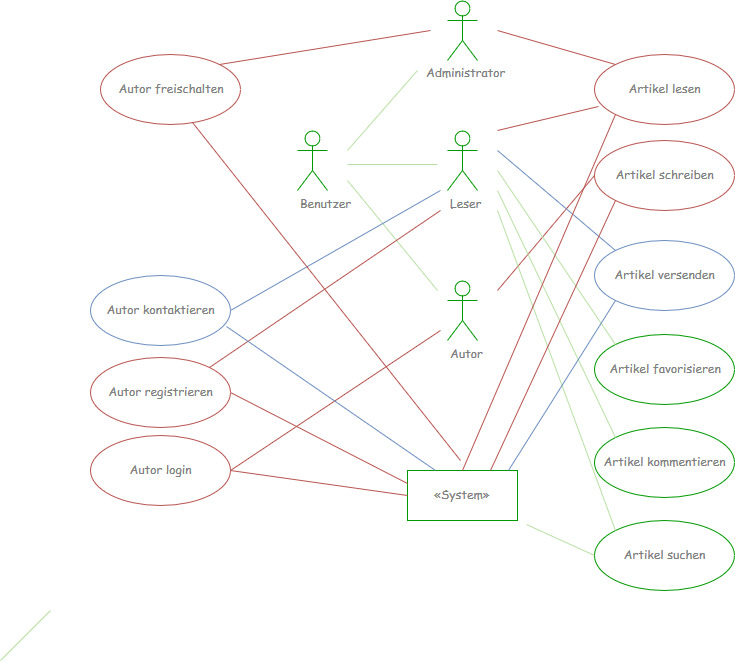 Administrator
Autor freischalten
Artikel lesen
Artikel schreiben
Benutzer
Leser
Artikel versenden
Autor kontaktieren
Autor
Artikel favorisieren
Autor registrieren
Artikel kommentieren
Autor login
«System»
Artikel suchen